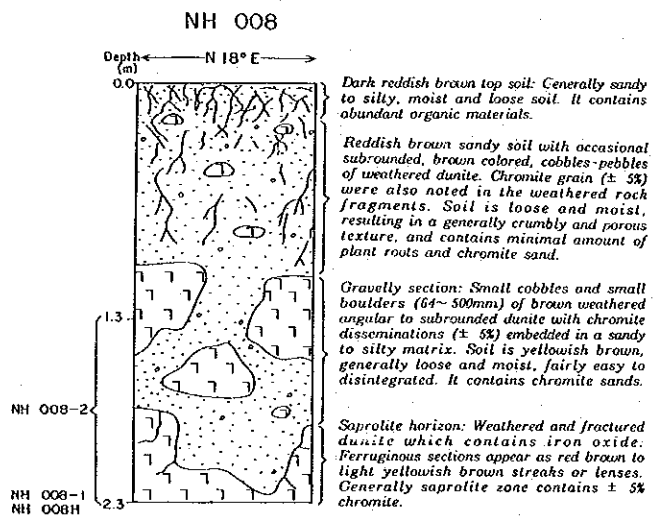 NH 008
Depth
(m)
N 18° E
0.0
Dark reddish brown top soil: Generally sandy
to silty, moist and loose soil. It contains
abundant organic materials.
Reddish brown sandy soil with occasional
subrounded, brown colored, cobbles-pebbles
of weathered dunite. Chromite grain (± 5%)
were also noted in the weathered rock
fragments. Soil is loose and moist,
resulting in a generally crumbly and porous
texture, and contains minimal amount of
plant roots and chromite sand.
Gravelly section: Small cobbles and small
boulders (64~ 500mm) of brown weathered
angular to subrounded dunite with chromite
disseminations (± 5%) embedded in a sandy
to silty matrix. Soil is yellowish brown,
generally loose and moist, fairly easy to
disintegrated. It contains chromite sands.
1.3
NH 008-2
Saprolite horizon: Weathered and fractured
dunite which contains iron oxide.
Ferruginous sections appear as red brown to
light yellowish brown streaks or lenses.
Generally saprolite zone contains ± 5%
chromite.
NH 008-1
NH 008H
2.3